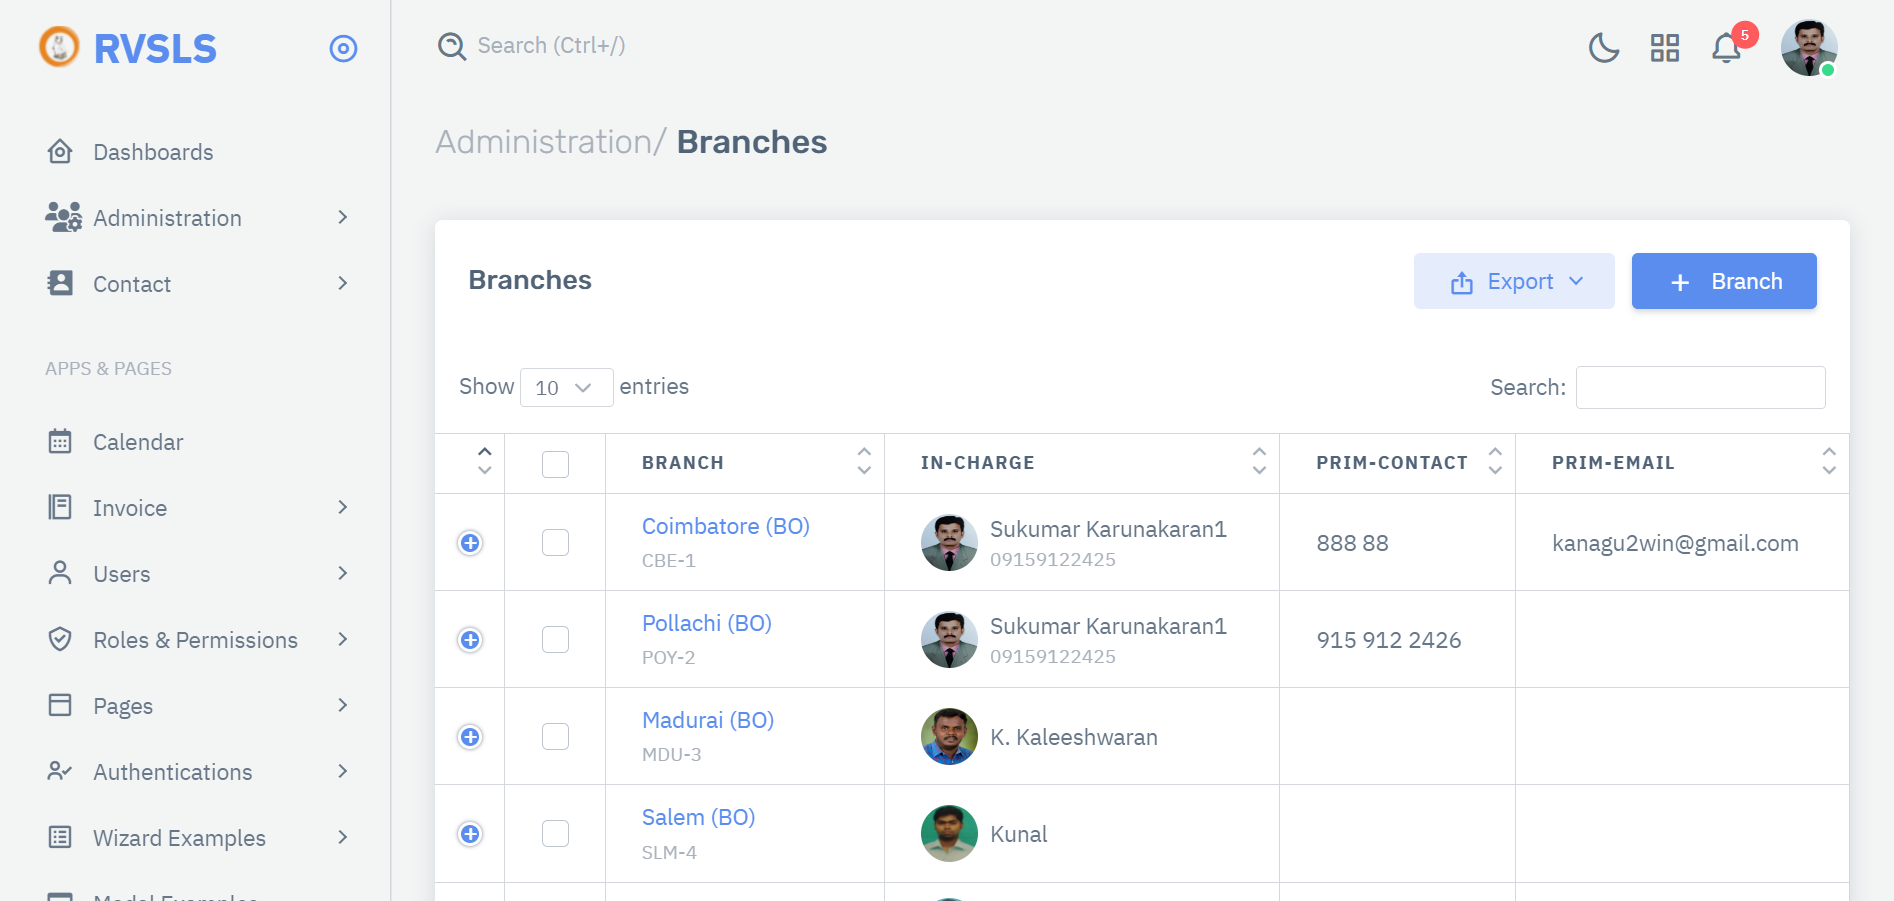 RVSLS
Search (Ctrl+/)
5
Dashboards
Administration
Contact
APPS & PAGES
Calendar
Invoice
Users
Roles & Permissions
Pages
Authentications
Wizard Examples
Modal Examples
Administration/ Branches
Branches
Export
+ Branch
Show 10 entries
Search:
BRANCH IN-CHARGE PRIM-CONTACT PRIM-EMAIL
Coimbatore (BO)
CBE-1
Sukumar Karunakaran1
09159122425
888 88
kanagu2win@gmail.com
Pollachi (BO)
POY-2
Sukumar Karunakaran1
09159122425
915 912 2426
Madurai (BO)
MDU-3
K. Kaleeshwaran
Salem (BO)
SLM-4
Kunal